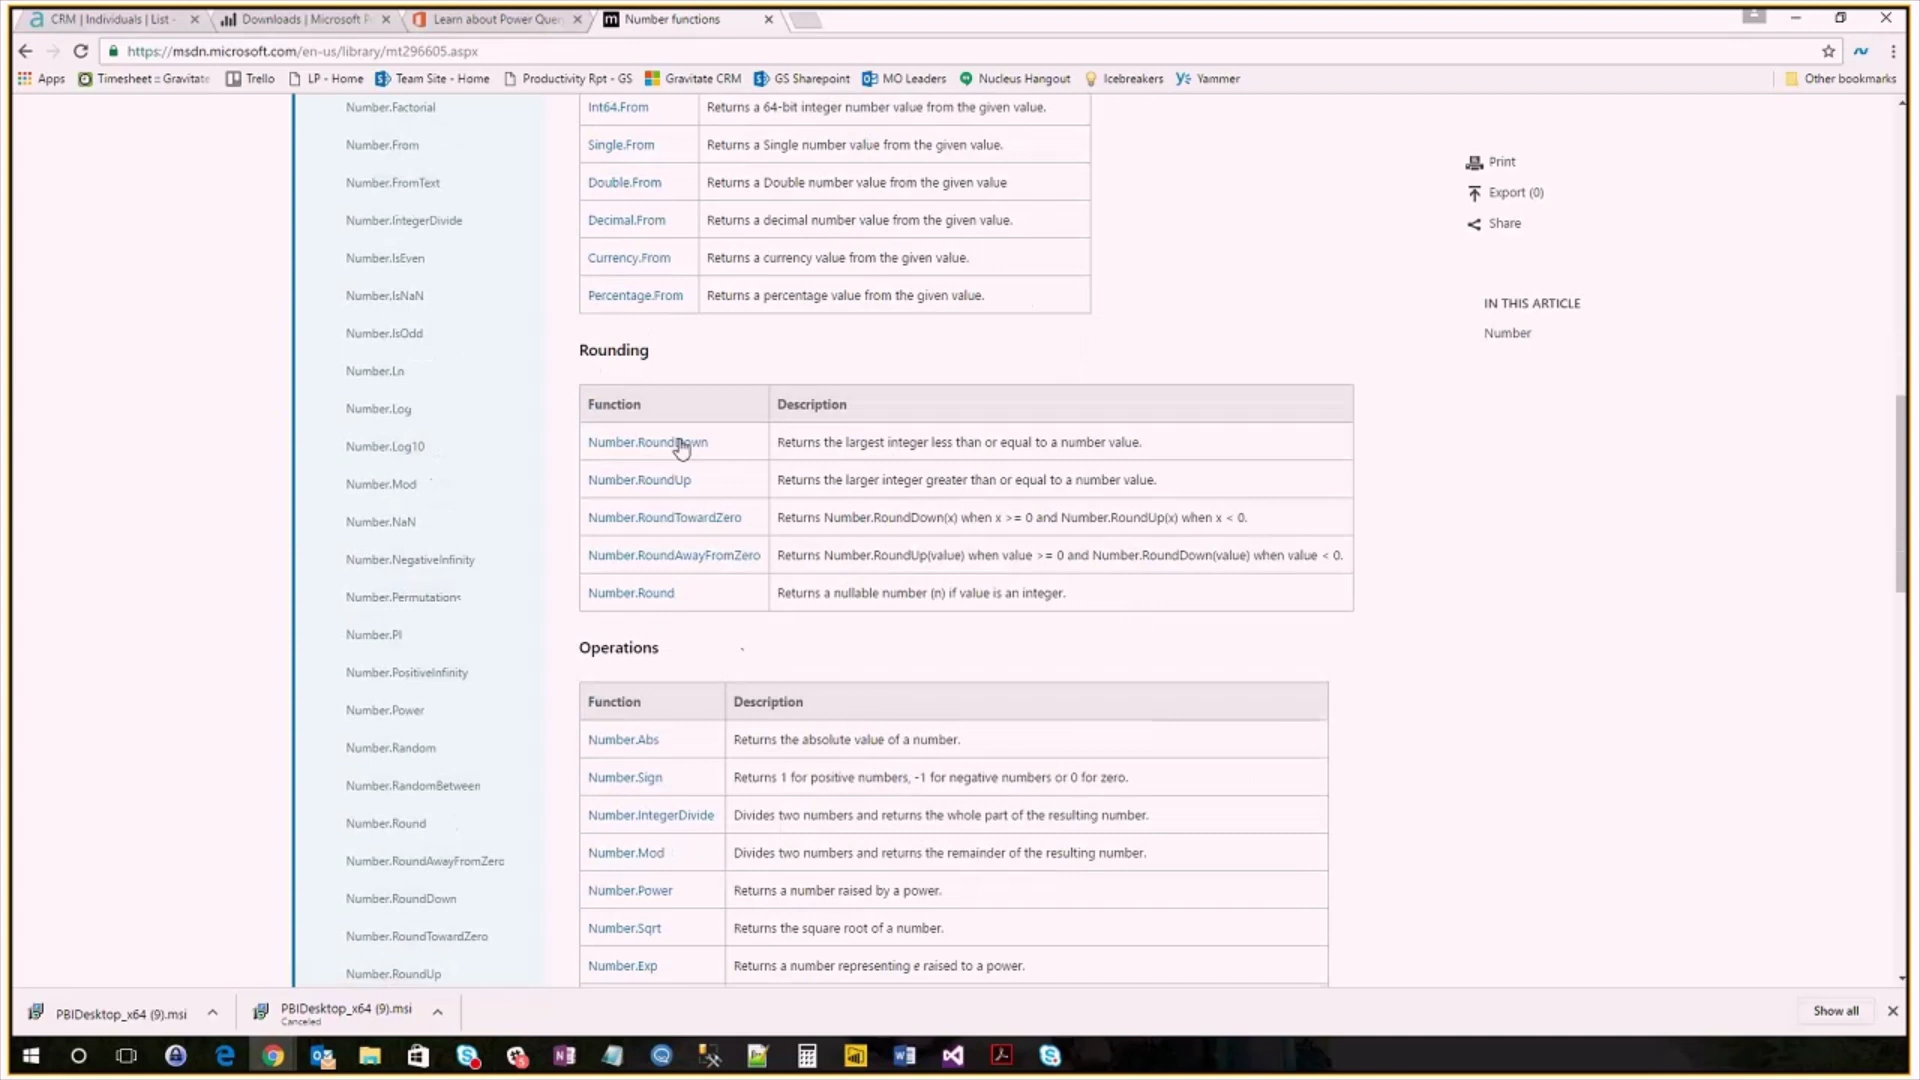 CRM | Individuals | List -
Downloads | Microsoft P
Learn about Power Quer
Number functions
https://msdn.microsoft.com/en-us/library/mt296605.aspx
Apps Timesheet :: Gravitate Trello LP - Home Team Site - Home Productivity Rpt - GS Gravitate CRM GS Sharepoint MO Leaders Nucleus Hangout Icebreakers Yammer Other bookmarks
Number.Factorial
Number.From
Number.FromText
Number.IntegerDivide
Number.IsEven
Number.IsNaN
Number.IsOdd
Number.Ln
Number.Log
Number.Log10
Number.Mod
Number.NaN
Number.NegativeInfinity
Number.Permutations
Number.PI
Number.PositiveInfinity
Number.Power
Number.Random
Number.RandomBetween
Number.Round
Number.RoundAwayFromZero
Number.RoundDown
Number.RoundTowardZero
Number.RoundUp
Int64.From Returns a 64-bit integer number value from the given value.
Single.From Returns a Single number value from the given value.
Double.From Returns a Double number value from the given value
Decimal.From Returns a decimal number value from the given value.
Currency.From Returns a currency value from the given value.
Percentage.From Returns a percentage value from the given value.
Rounding
Function Description
Number.RoundDown Returns the largest integer less than or equal to a number value.
Number.RoundUp Returns the larger integer greater than or equal to a number value.
Number.RoundTowardZero Returns Number.RoundDown(x) when x >= 0 and Number.RoundUp(x) when x < 0.
Number.RoundAwayFromZero Returns Number.RoundUp(value) when value >= 0 and Number.RoundDown(value) when value < 0.
Number.Round Returns a nullable number (n) if value is an integer.
Operations
Function Description
Number.Abs Returns the absolute value of a number.
Number.Sign Returns 1 for positive numbers, -1 for negative numbers or 0 for zero.
Number.IntegerDivide Divides two numbers and returns the whole part of the resulting number.
Number.Mod Divides two numbers and returns the remainder of the resulting number.
Number.Power Returns a number raised by a power.
Number.Sqrt Returns the square root of a number.
Number.Exp Returns a number representing e raised to a power.
Print
Export (0)
Share
IN THIS ARTICLE
Number
PBIDesktop_x64 (9).msi
PBIDesktop_x64 (9).msi
Canceled
Show all